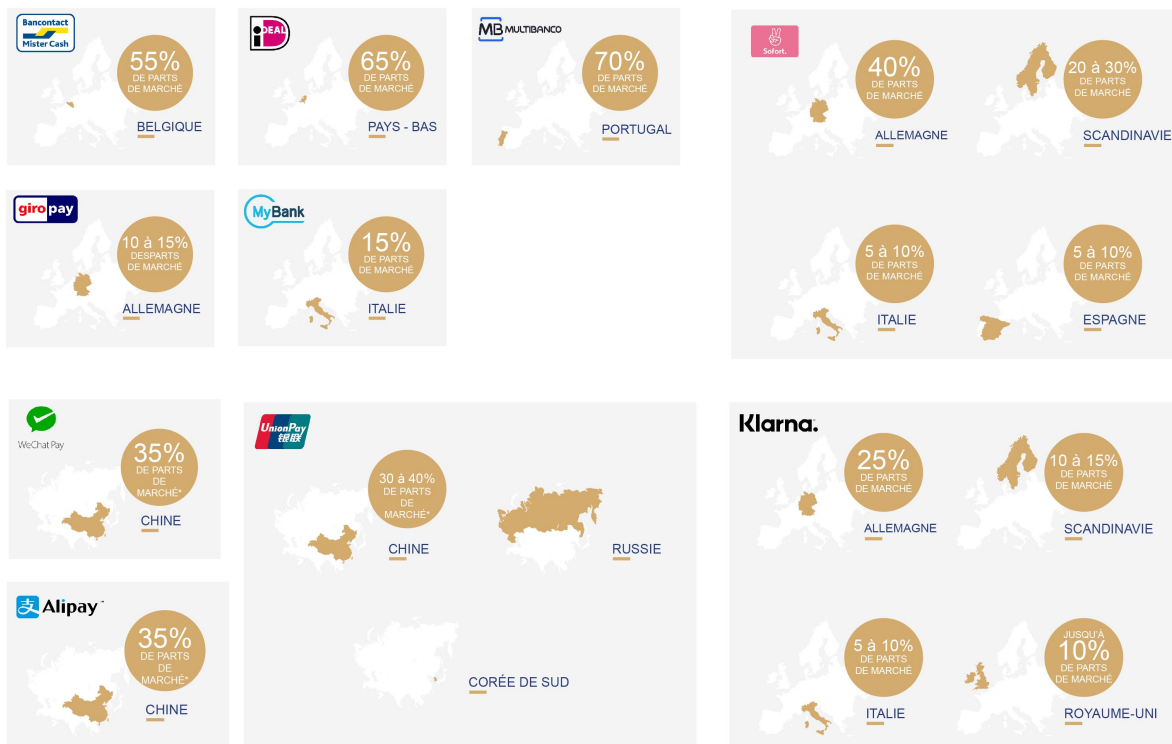 Bancontact
Mister Cash
55%
DE PARTS
DE MARCHÉ
BELGIQUE
iDEAL
65%
DE PARTS
DE MARCHÉ
PAYS - BAS
MB MULTIBANCO
70%
DE PARTS
DE MARCHÉ
PORTUGAL
Sofort.
40%
DE PARTS
DE MARCHÉ
ALLEMAGNE
20 à 30%
DE PARTS
DE MARCHÉ
SCANDINAVIE
giropay
10 à 15%
DESPARTS
DE MARCHÉ
ALLEMAGNE
MyBank
15%
DE PARTS
DE MARCHÉ
ITALIE
5 à 10%
DE PARTS
DE MARCHÉ
ITALIE
5 à 10%
DE PARTS
DE MARCHÉ
ESPAGNE
WeChat Pay
35%
DE PARTS
DE
MARCHÉ*
CHINE
UnionPay
银联
30 à 40%
DE PARTS
DE
MARCHÉ*
CHINE
RUSSIE
CORÉE DE SUD
Klarna.
25%
DE PARTS
DE MARCHÉ
ALLEMAGNE
10 à 15%
DE PARTS
DE MARCHÉ
SCANDINAVIE
支 Alipay
35%
DE PARTS
DE
MARCHÉ*
CHINE
5 à 10%
DE PARTS
DE MARCHÉ
ITALIE
JUSQU'À
10%
DE PARTS
DE MARCHÉ
ROYAUME-UNI